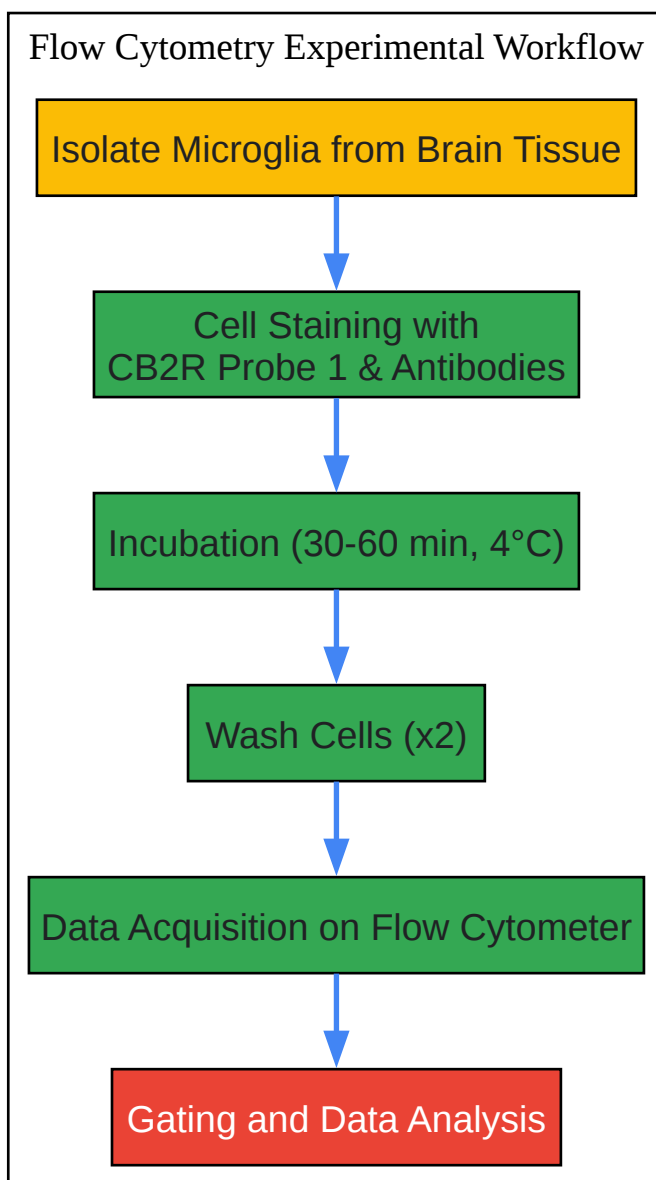 Flow Cytometry Experimental Workflow
Isolate Microglia from Brain Tissue
Cell Staining with
CB2R Probe 1 & Antibodies
Incubation (30-60 min, 4°C)
Wash Cells (x2)
Data Acquisition on Flow Cytometer
Gating and Data Analysis